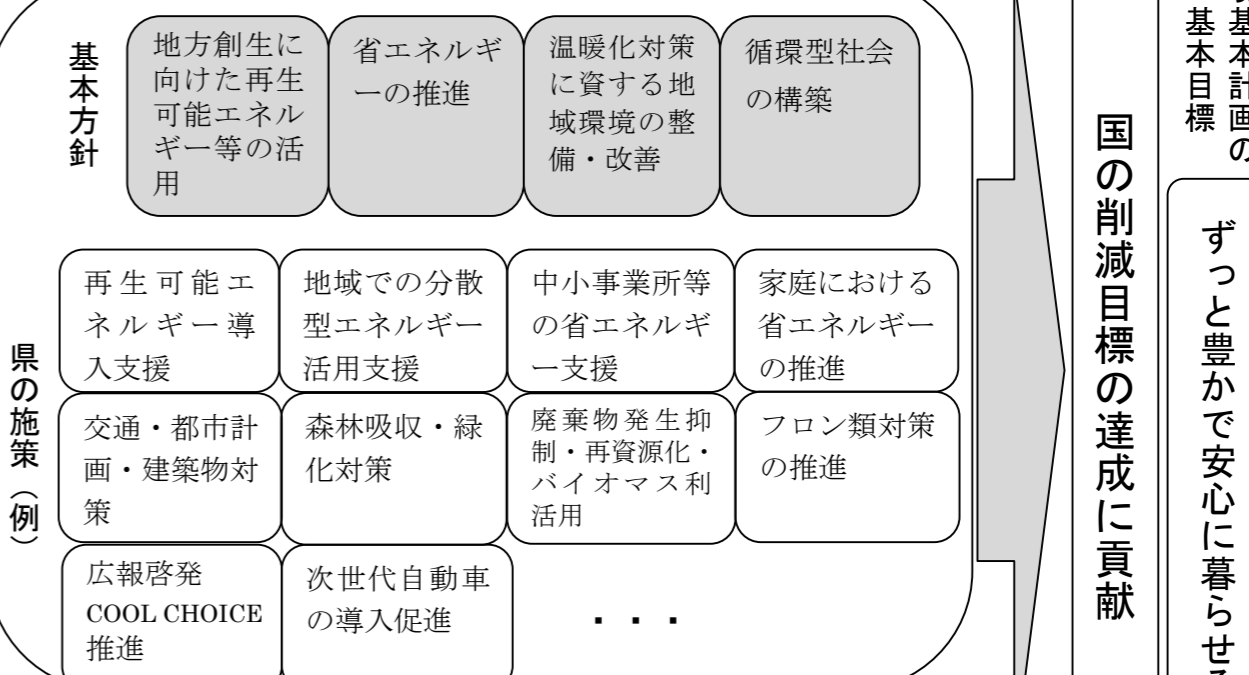 基本方針
地方創生に
向けた再生
可能エネル
ギー等の活
用
省エネルギ
ーの推進
温暖化対策
に資する地
域環境の整
備・改善
循環型社会
の構築
県の施策（例）
再生可能エ
ネルギー導
入支援
地域での分散
型エネルギー
活用支援
中小事業所等
の省エネルギ
ー支援
家庭における
省エネルギー
の推進
交通・都市計
画・建築物対
策
森林吸収・緑
化対策
廃棄物発生抑
制・再資源化・
バイオマス利
活用
フロン類対策
の推進
広報啓発
COOL CHOICE
推進
次世代自動車
の導入促進
・・・
国の削減目標の達成に貢献
基本計画の
基本目標
ずっと豊かで安心に暮らせ